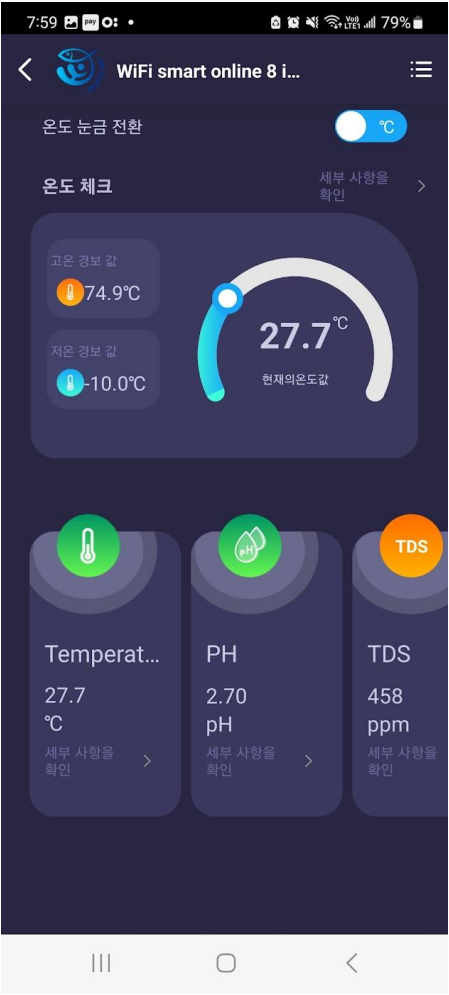 7:59 pay LTE1 79%
WiFi smart online 8 i...
온도 눈금 전환
℃
온도 체크
세부 사항을
확인
고온 경보 값
74.9℃
저온 경보 값
-10.0℃
27.7℃
현재의온도값
Temperat...
27.7
℃
세부 사항을
확인
pH
PH
2.70
pH
세부 사항을
확인
TDS
TDS
458
ppm
세부 사항을
확인